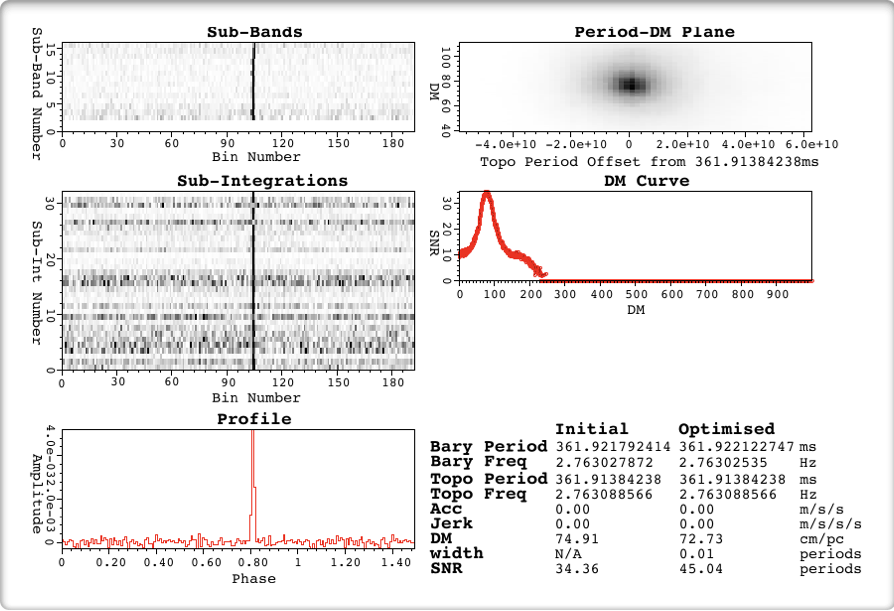 Sub-Bands
Sub-Band Number
0 5 10 15
0 30 60 90 120 150 180
Bin Number
Period-DM Plane
DM
40 60 80 100
-4.0e+10 -2.0e+10 0 2.0e+10 4.0e+10 6.0e+10
Topo Period Offset from 361.91384238ms
Sub-Integrations
Sub-Int Number
0 10 20 30
0 30 60 90 120 150 180
Bin Number
DM Curve
SNR
0 10 20 30
0 100 200 300 400 500 600 700 800 900
DM
Profile
Amplitude
0 2.0e-03 4.0e-03
0 0.20 0.40 0.60 0.80 1 1.20 1.40
Phase
Initial Optimised
Bary Period 361.921792414 361.922122747 ms
Bary Freq 2.763027872 2.76302535 Hz
Topo Period 361.91384238 361.91384238 ms
Topo Freq 2.763088566 2.763088566 Hz
Acc 0.00 0.00 m/s/s
Jerk 0.00 0.00 m/s/s/s
DM 74.91 72.73 cm/pc
width N/A 0.01 periods
SNR 34.36 45.04 periods